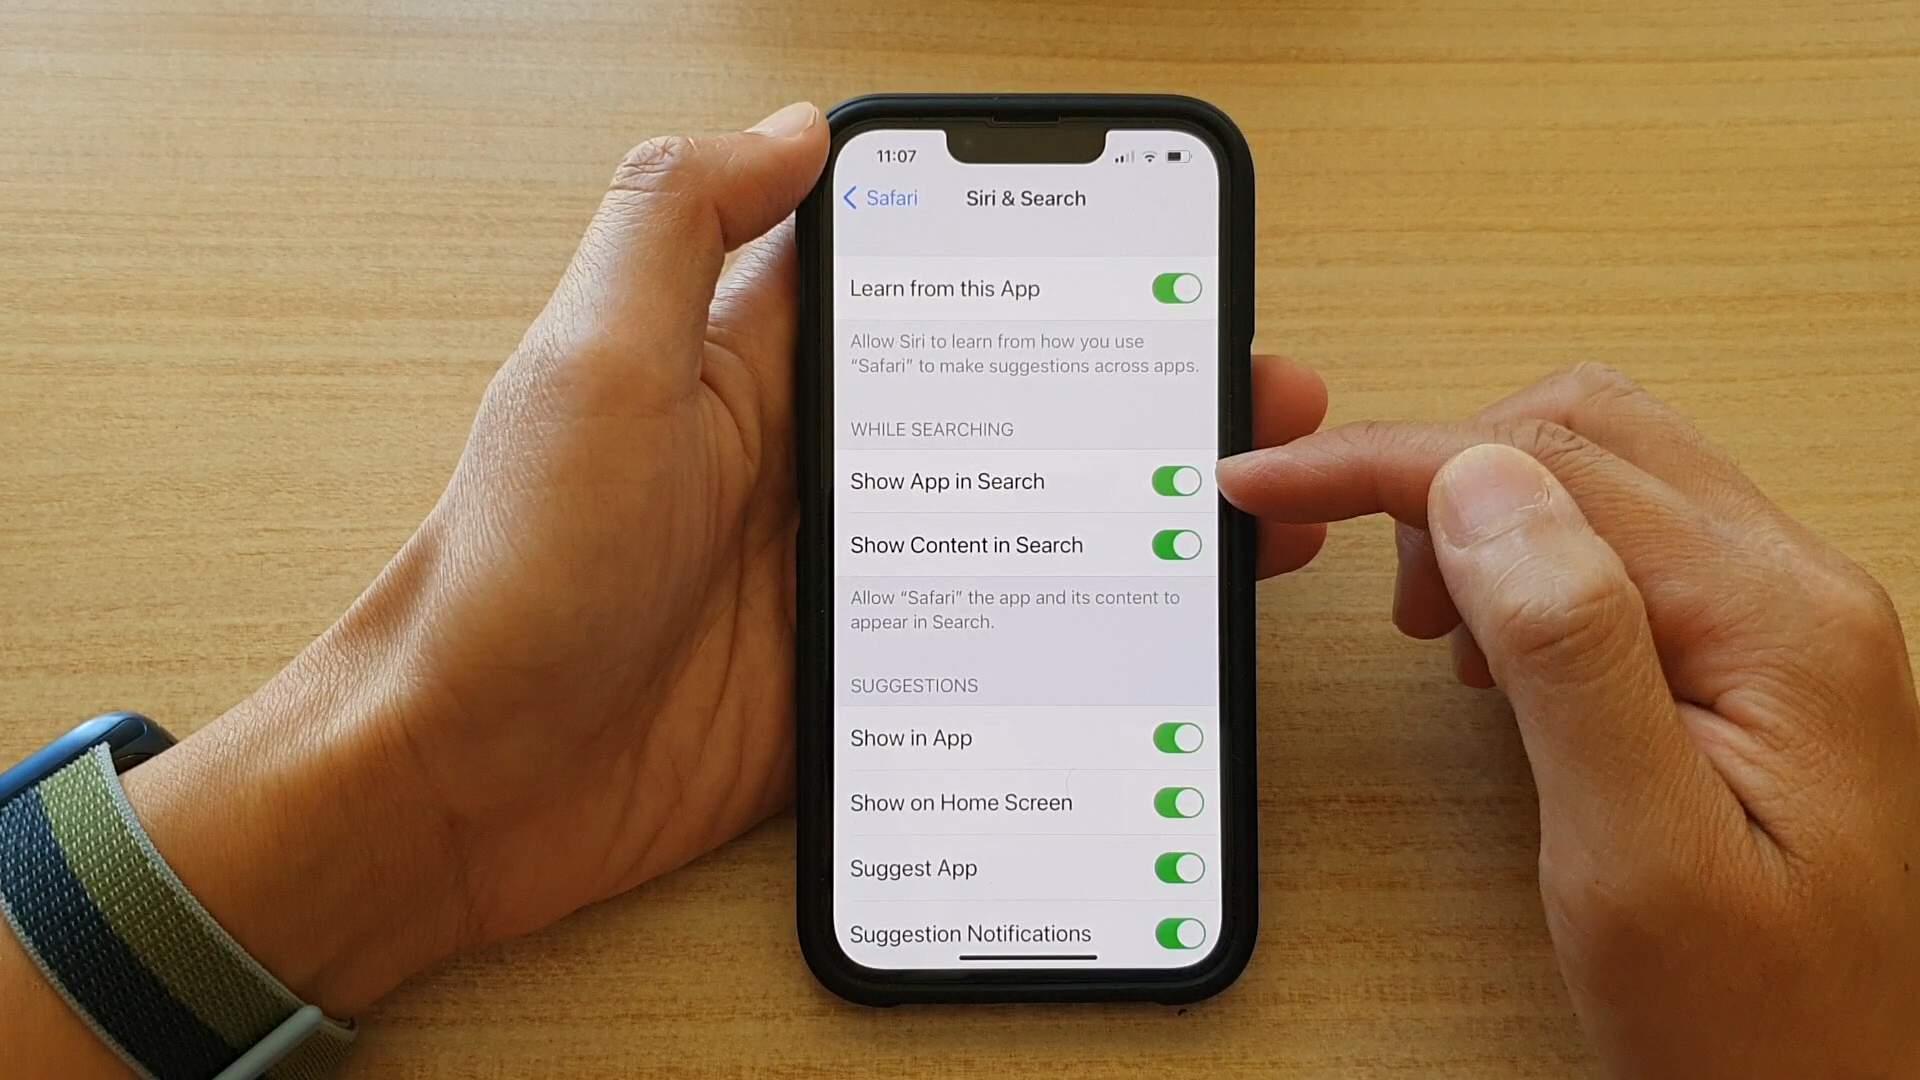 11:07
Safari
Siri & Search
Learn from this App
Allow Siri to learn from how you use
“Safari” to make suggestions across apps.
WHILE SEARCHING
Show App in Search
Show Content in Search
Allow “Safari” the app and its content to
appear in Search.
SUGGESTIONS
Show in App
Show on Home Screen
Suggest App
Suggestion Notifications